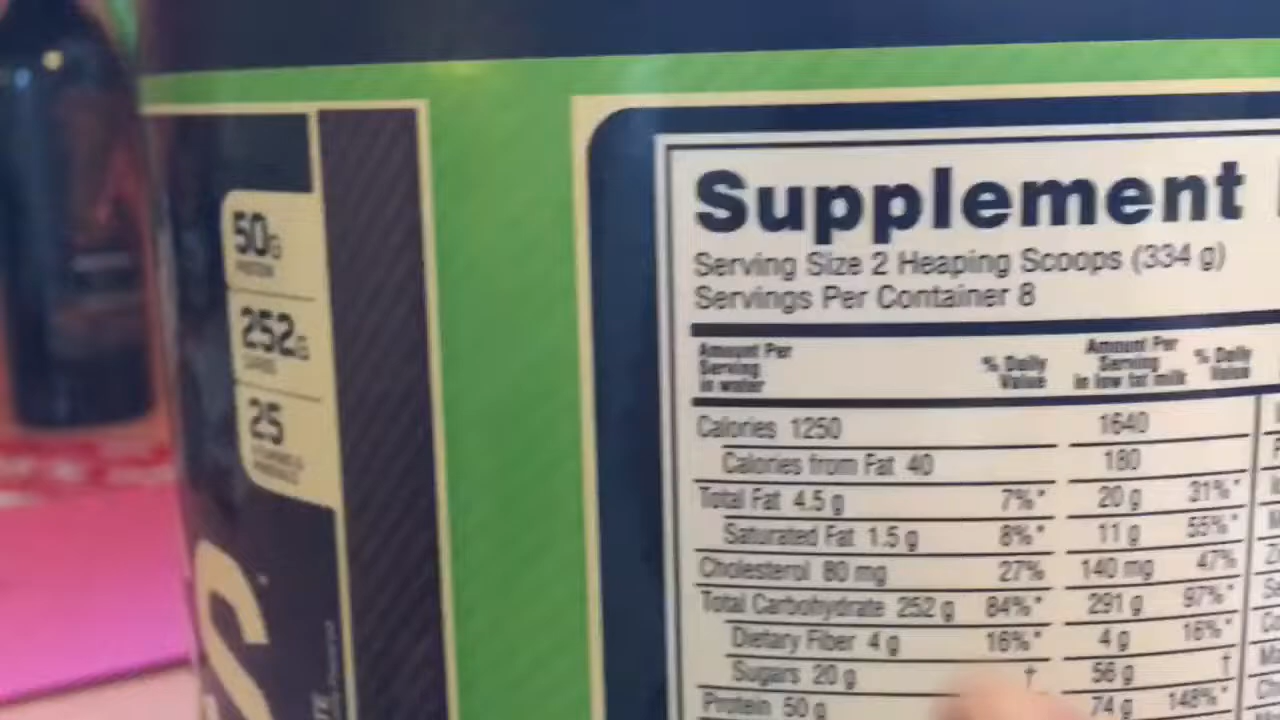 50G
PROTEIN
252G
CARBS
25
VITAMINS &
MINERALS
S
Supplement
Serving Size 2 Heaping Scoops (334 g)
Servings Per Container 8
Amount Per Serving in water % Daily Value Amount Per Serving in low fat milk % Daily Value
Calories 1250 1640
Calories from Fat 40 180
Total Fat 4.5 g 7%* 20 g 31%*
Saturated Fat 1.5 g 8%* 11 g 55%*
Cholesterol 80 mg 27% 140 mg 47%
Total Carbohydrate 252 g 84%* 291 g 97%*
Dietary Fiber 4 g 16%* 4 g 16%*
Sugars 20 g † 56 g †
Protein 50 g 74 g 148%*